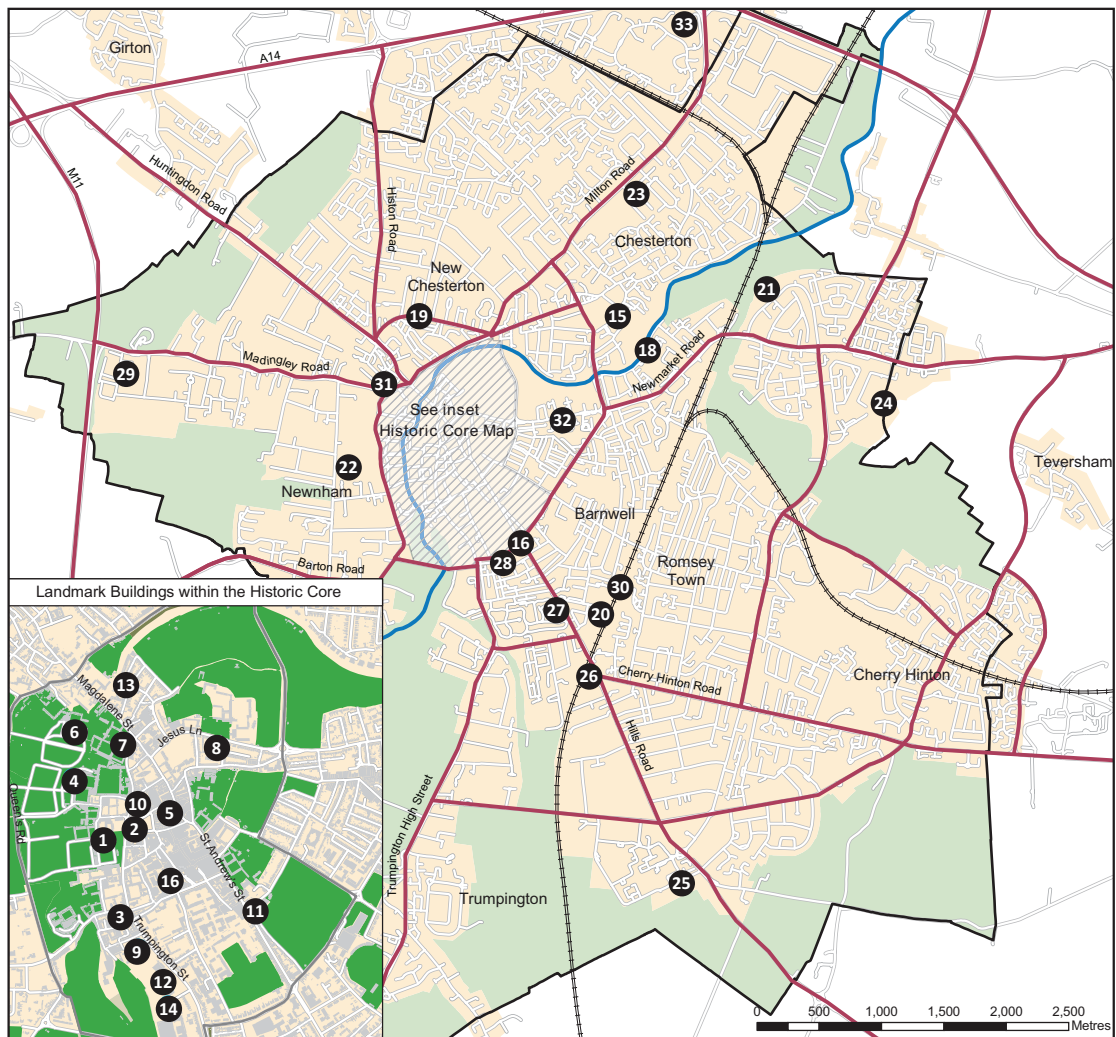 33
Girton
A14
M11
Huntingdon Road
Histon Road
Milton Road
23
Chesterton
New
Chesterton
21
19
15
18
Newmarket Road
Madingley Road
29
31
24
See inset
Historic Core Map
32
22
Newnham
Teversham
Barnwell
16
28
Romsey
Town
Barton Road
30
27
20
26
Cherry Hinton Road
Cherry Hinton
Hills Road
Trumpington High Street
25
Trumpington
0 500 1,000 1,500 2,000 2,500
Metres
Landmark Buildings within the Historic Core
13
Magdalene St
6
7
Jesus Ln
8
4
10
5
Queen's Rd
1
2
St Andrew's St
16
3
11
Trumpington St
9
12
14